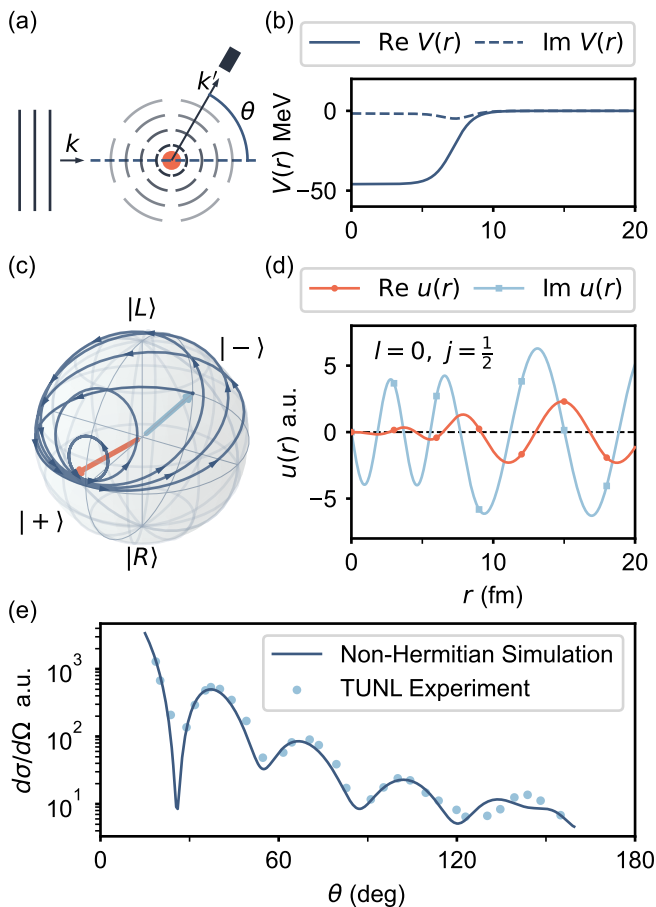 (a)
k
k′
θ
(b)
Re V(r)
Im V(r)
V(r) MeV
0
−50
0
10
20
(c)
|L⟩
|−⟩
|+⟩
|R⟩
(d)
Re u(r)
Im u(r)
l = 0, j = 1/2
u(r) a.u.
5
0
−5
0
10
20
r (fm)
(e)
Non-Hermitian Simulation
TUNL Experiment
dσ/dΩ a.u.
10³
10²
10¹
0
60
120
180
θ (deg)